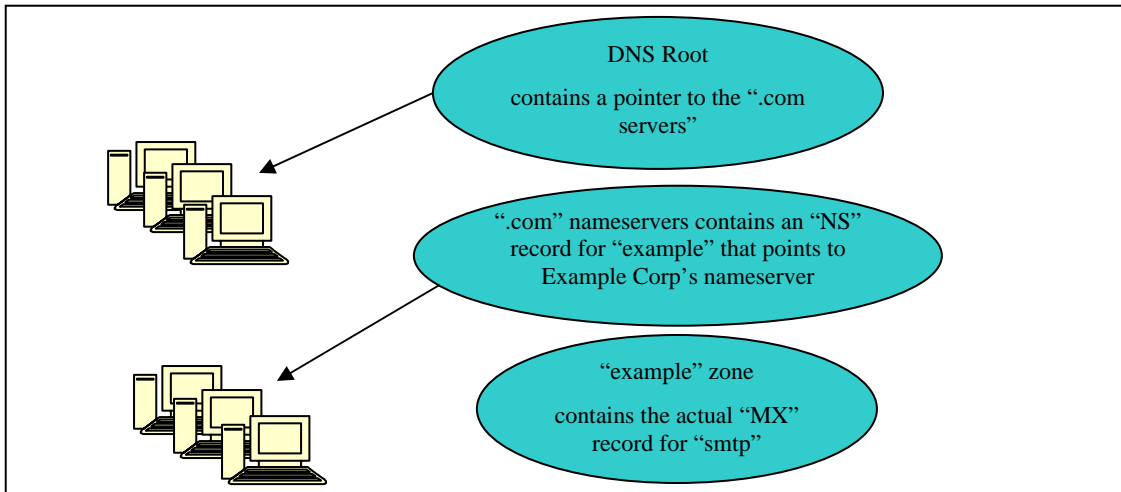 DNS Root
contains a pointer to the “.com
servers”
“.com” nameservers contains an “NS”
record for “example” that points to
Example Corp’s nameserver
“example” zone
contains the actual “MX”
record for “smtp”